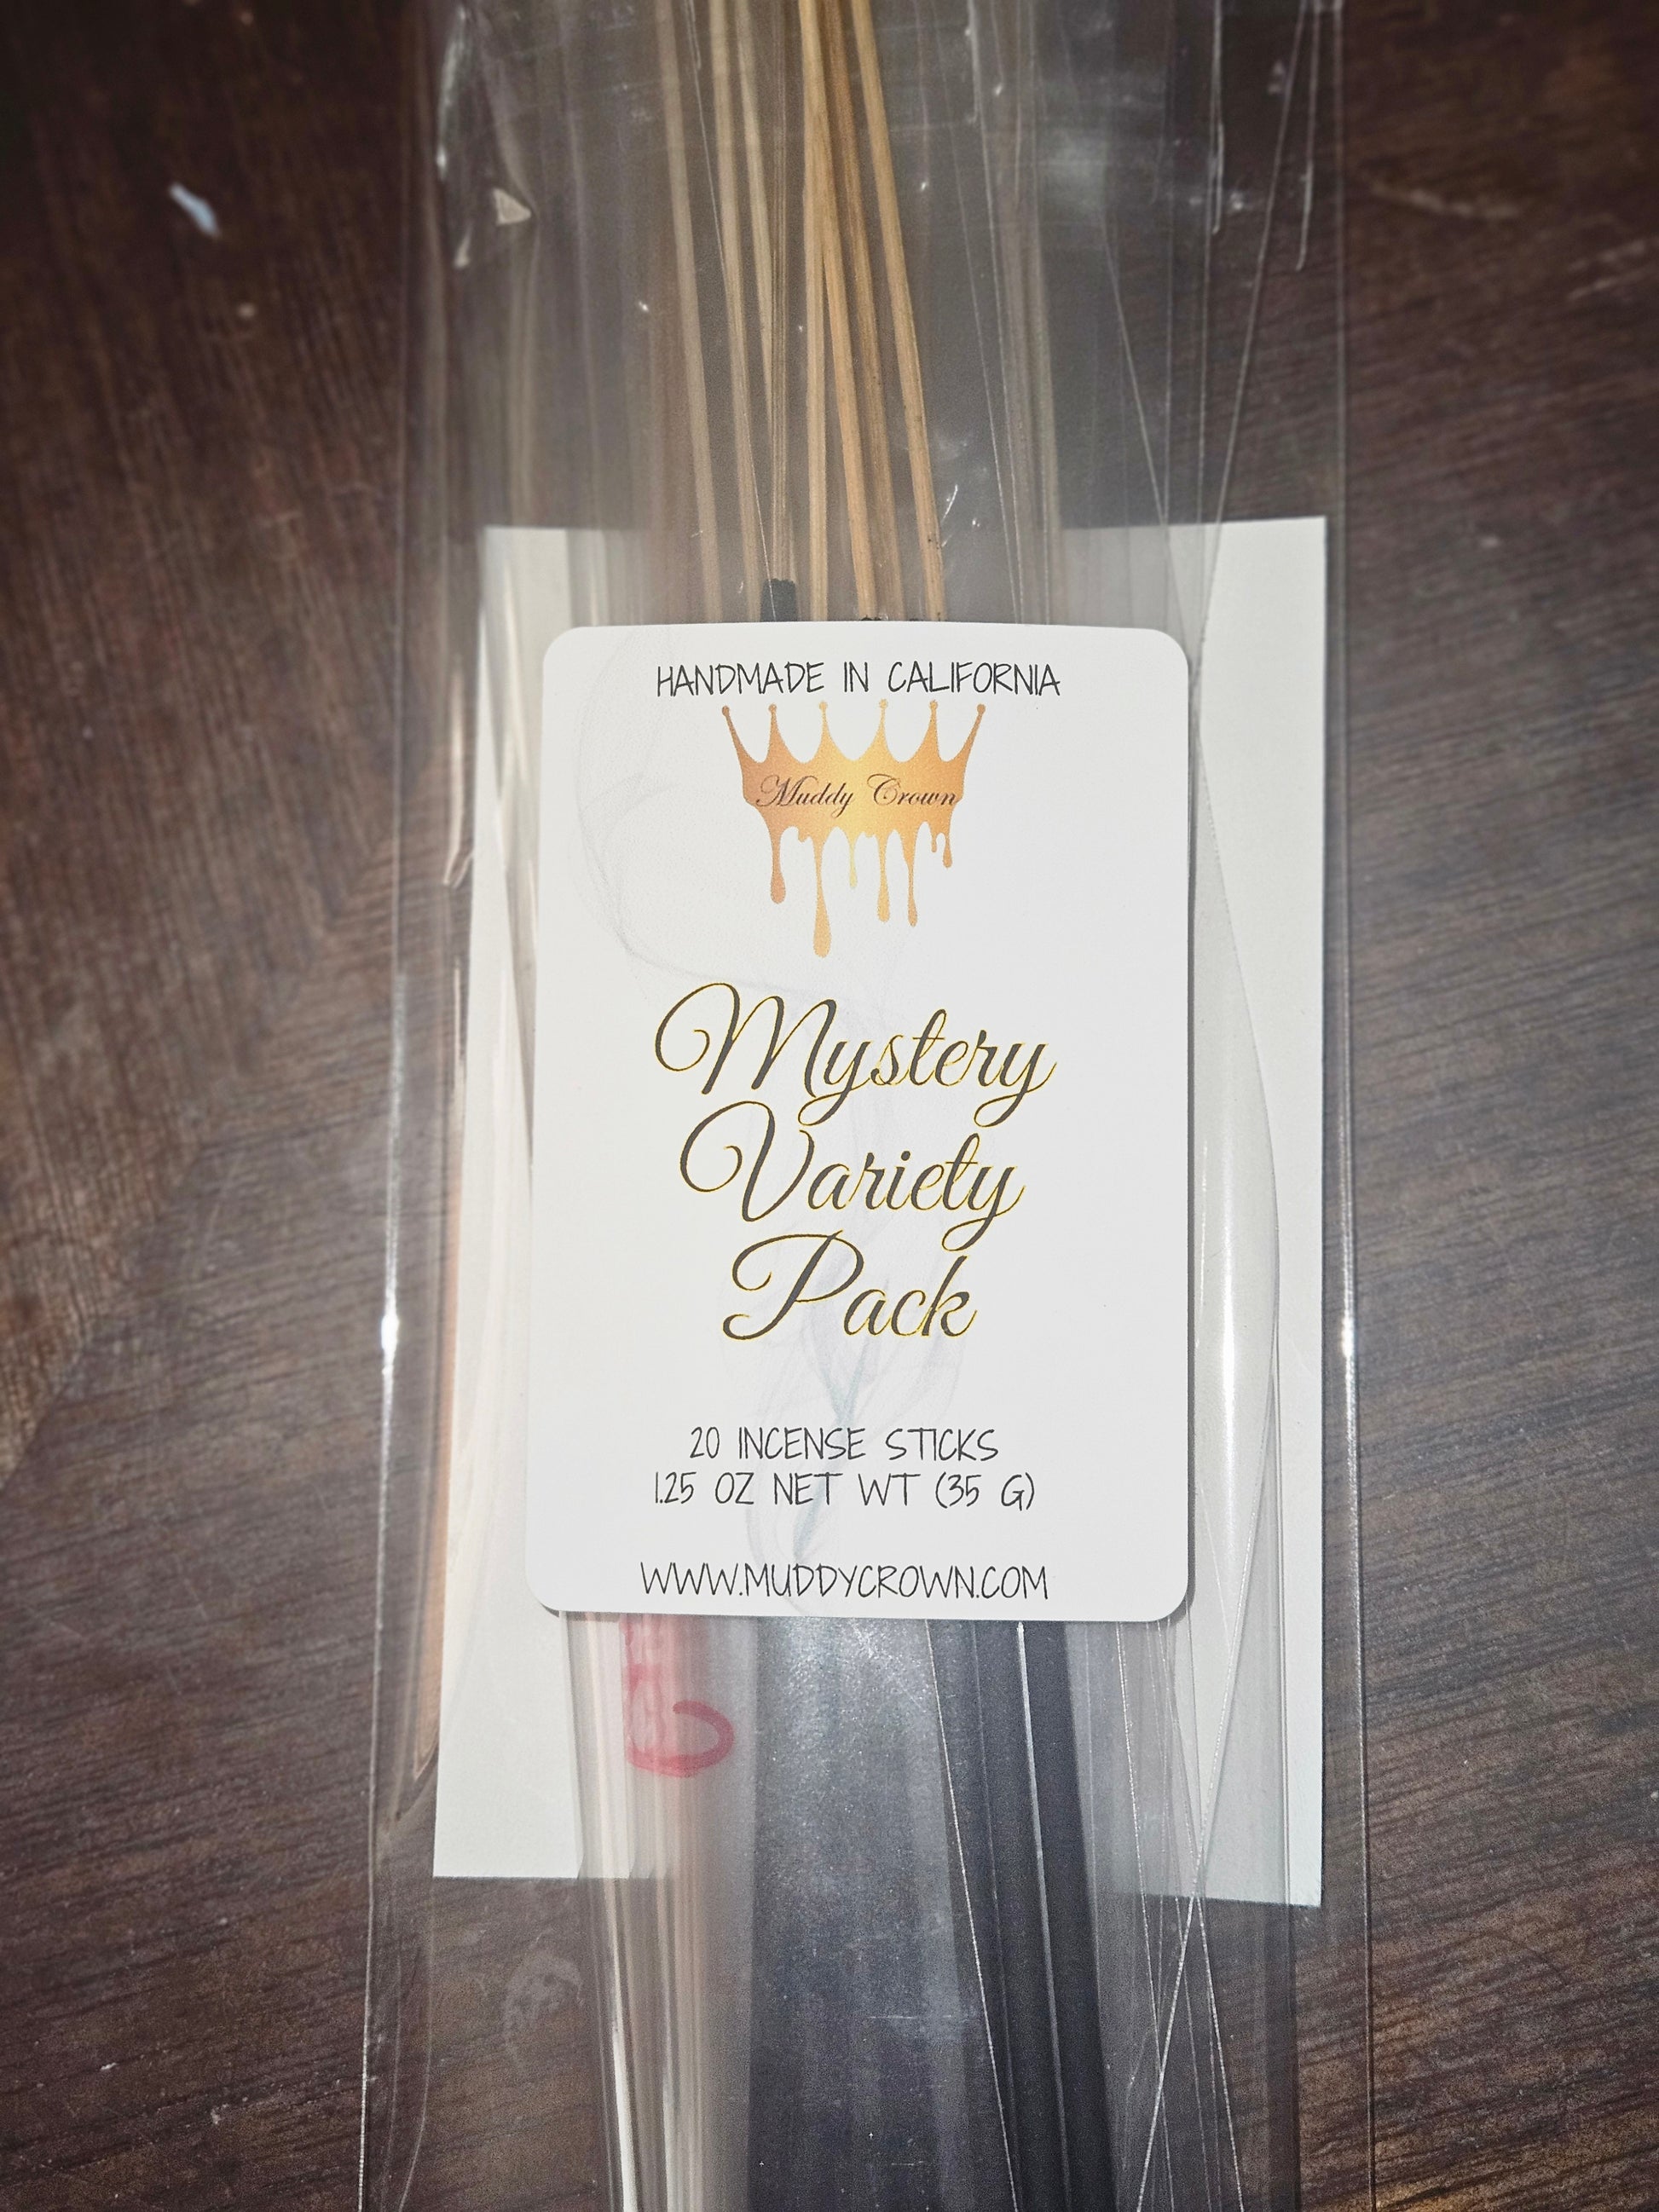 HANDMADE IN CALIFORNIA
Muddy Crown
Mystery
Variety
Pack
20 INCENSE STICKS
1.25 OZ NET WT (35 G)
WWW.MUDDYCROWN.COM